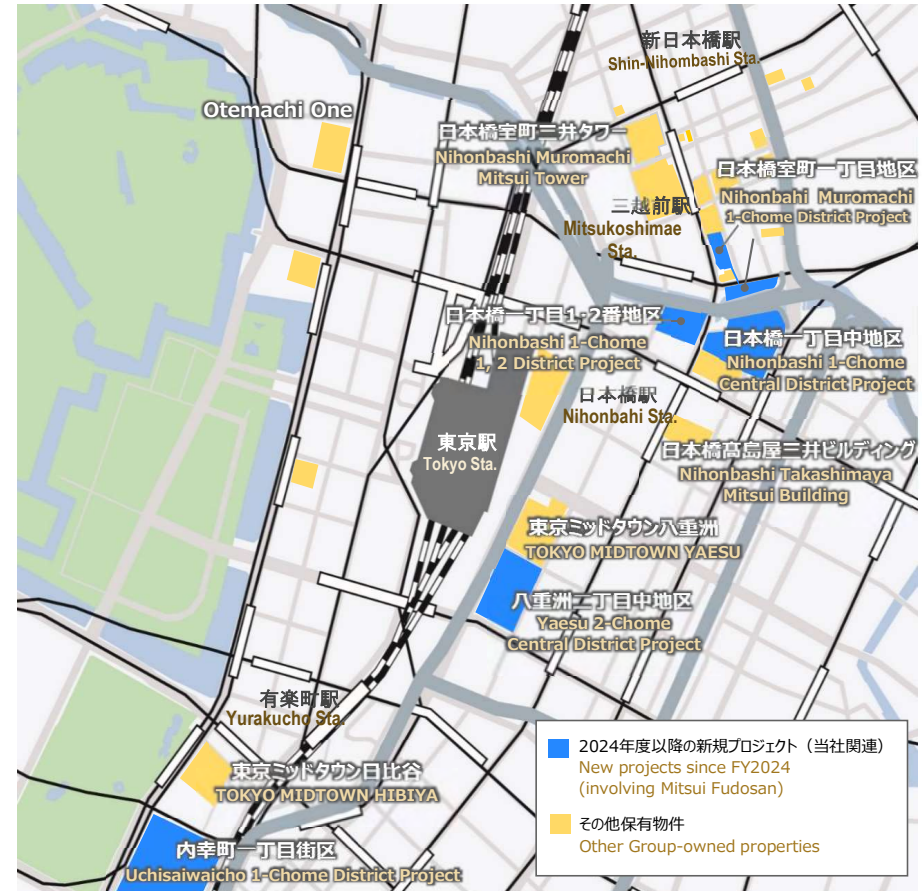 新日本橋駅
Shin-Nihombashi Sta.
Otemachi One
日本橋室町三井タワー
Nihonbashi Muromachi
Mitsui Tower
日本橋室町一丁目地区
Nihonbahi Muromachi
1-Chome District Project
三越前駅
Mitsukoshimae
Sta.
日本橋一丁目1・2番地区
Nihonbashi 1-Chome
1, 2 District Project
日本橋一丁目中地区
Nihonbashi 1-Chome
Central District Project
日本橋駅
Nihonbahi Sta.
東京駅
Tokyo Sta.
日本橋髙島屋三井ビルディング
Nihonbashi Takashimaya
Mitsui Building
東京ミッドタウン八重洲
TOKYO MIDTOWN YAESU
八重洲二丁目中地区
Yaesu 2-Chome
Central District Project
有楽町駅
Yurakucho Sta.
東京ミッドタウン日比谷
TOKYO MIDTOWN HIBIYA
内幸町一丁目街区
Uchisaiwaicho 1-Chome District Project
2024年度以降の新規プロジェクト（当社関連）
New projects since FY2024
(involving Mitsui Fudosan)
その他保有物件
Other Group-owned properties